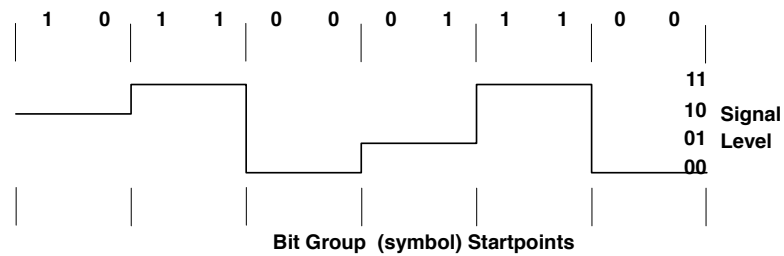 1 0 1 1 0 0 0 1 1 1 0 0
11
10 Signal
01 Level
00
Bit Group (symbol) Startpoints